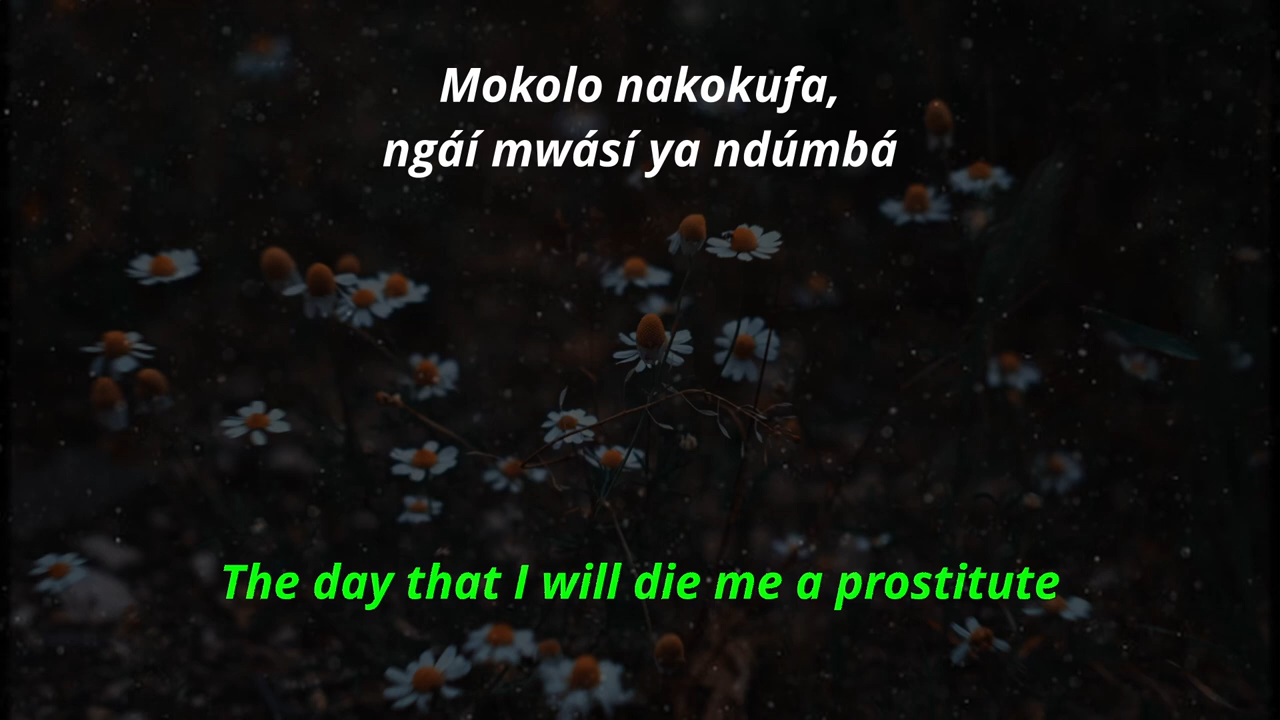 Mokolo nakokufa,
ngáí mwásí ya ndúmbá
The day that I will die me a prostitute